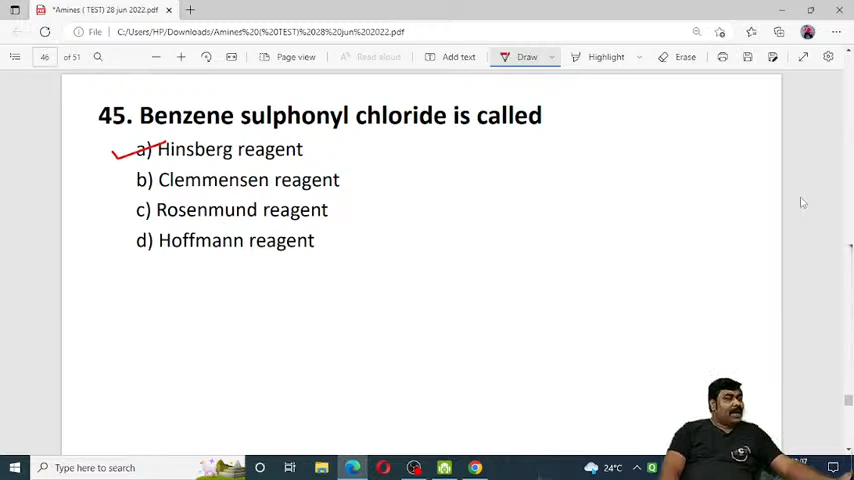 *Amines ( TEST) 28 jun 2022.pdf
File
C:/Users/HP/Downloads/Amines%20(%20TEST)%2028%20jun%202022.pdf
46 of 51
Page view
Read aloud
Add text
Draw
Highlight
Erase
45. Benzene sulphonyl chloride is called
a) Hinsberg reagent
b) Clemmensen reagent
c) Rosenmund reagent
d) Hoffmann reagent
Type here to search
24°C